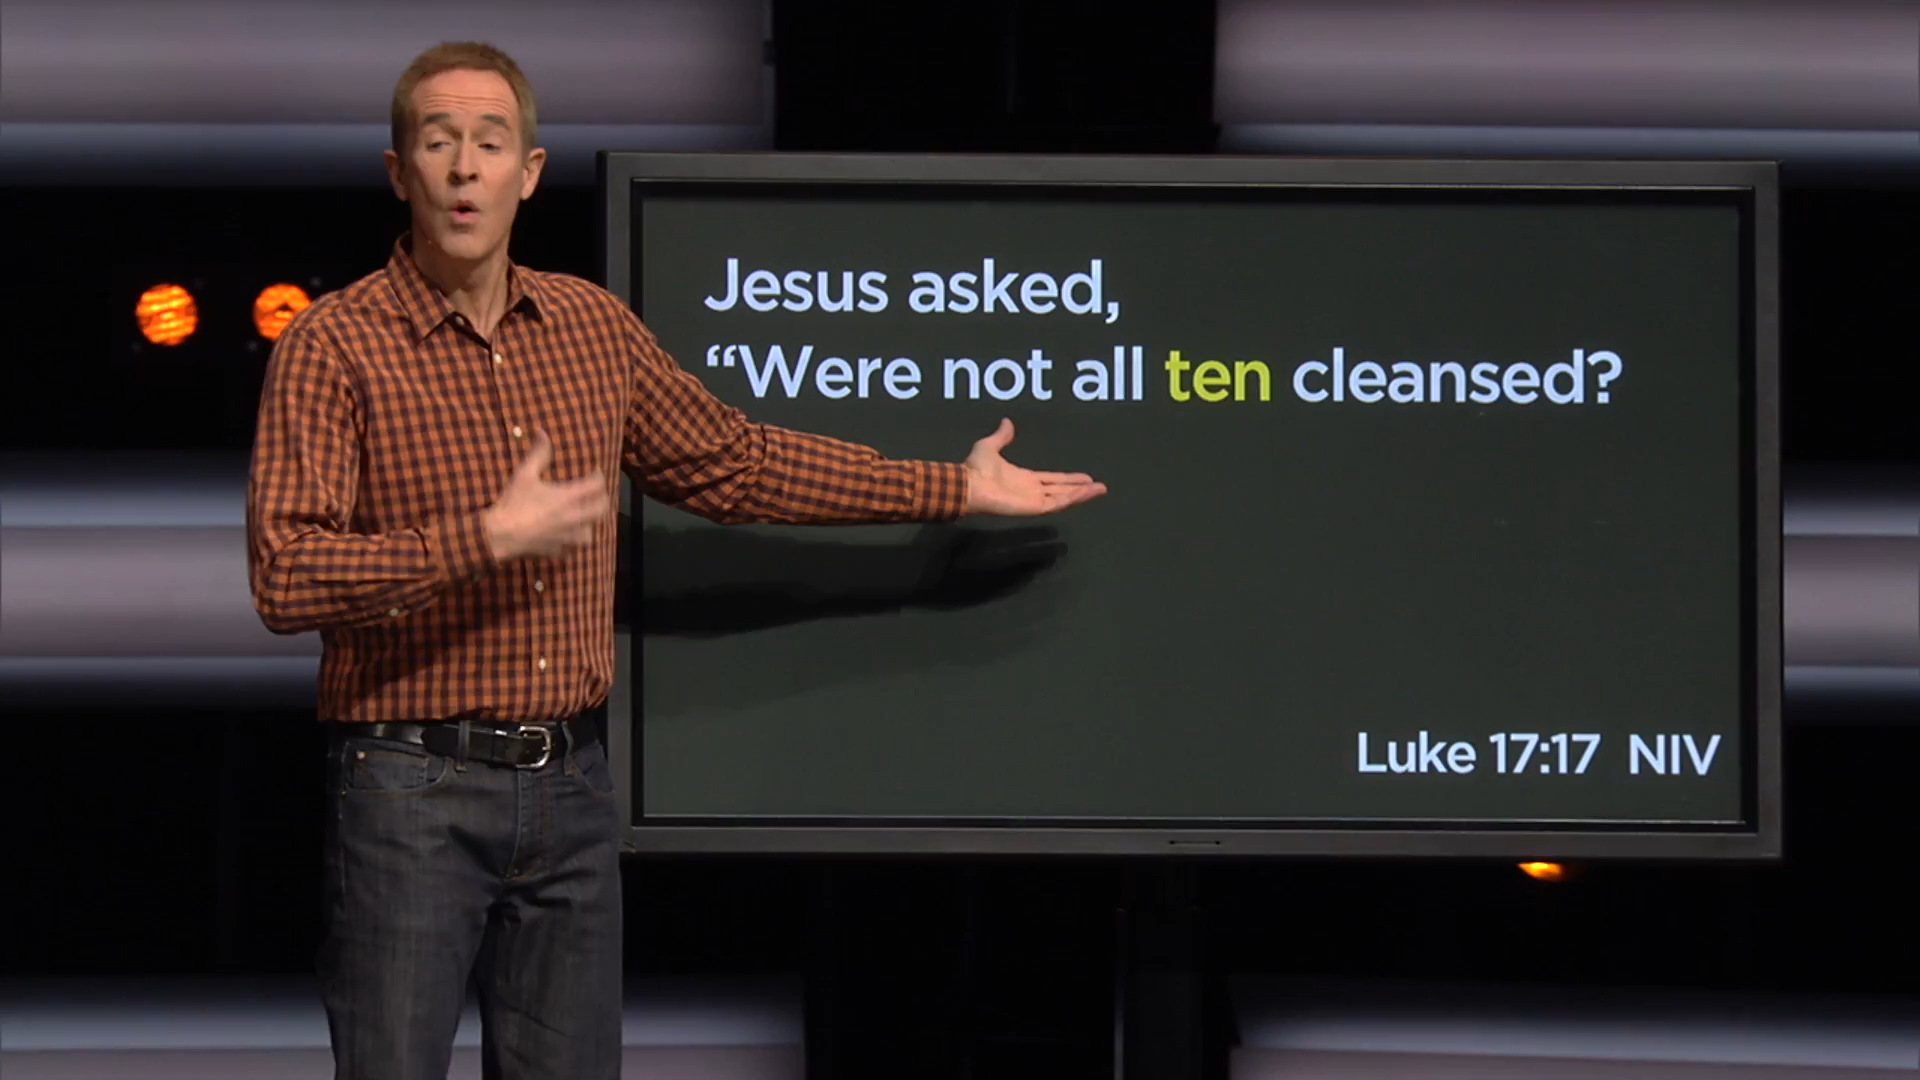 Jesus asked,
“Were not all ten cleansed?
Luke 17:17 NIV